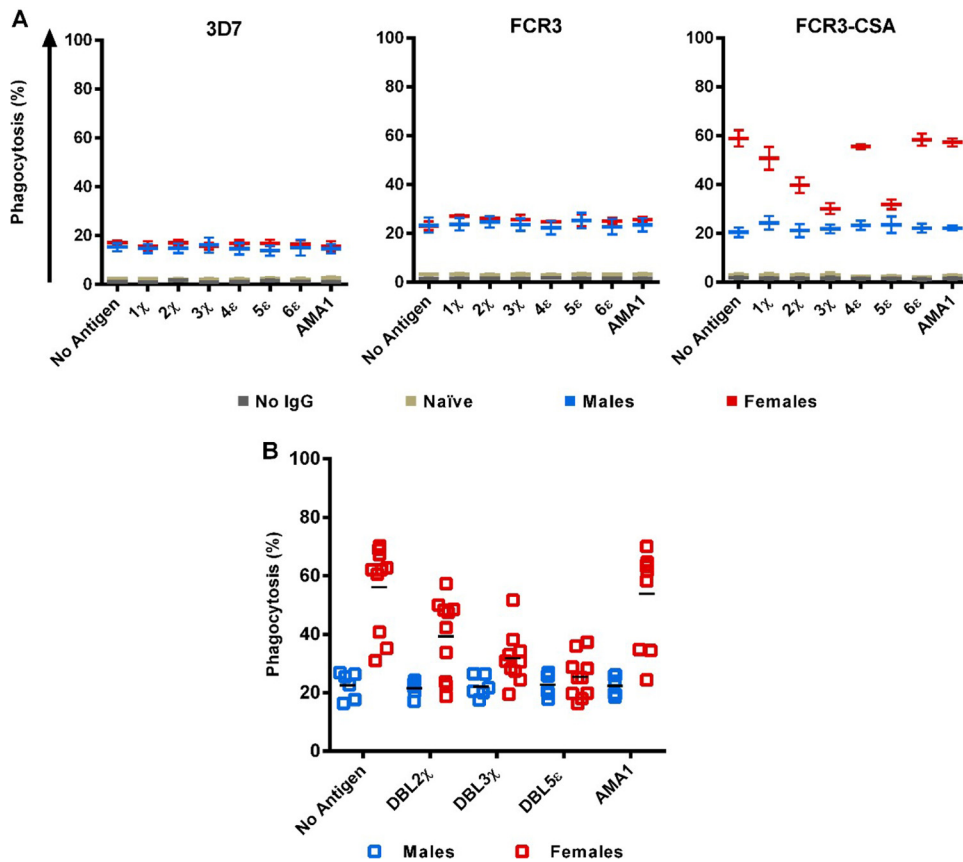 A
3D7
FCR3
FCR3-CSA
Phagocytosis (%)
100
80
60
40
20
0
No Antigen
1χ
2χ
3χ
4ε
5ε
6ε
AMA1
100
80
60
40
20
0
No Antigen
1χ
2χ
3χ
4ε
5ε
6ε
AMA1
100
80
60
40
20
0
No Antigen
1χ
2χ
3χ
4ε
5ε
6ε
AMA1
No IgG
Naïve
Males
Females
B
Phagocytosis (%)
100
80
60
40
20
0
No Antigen
DBL2χ
DBL3χ
DBL5ε
AMA1
Males
Females